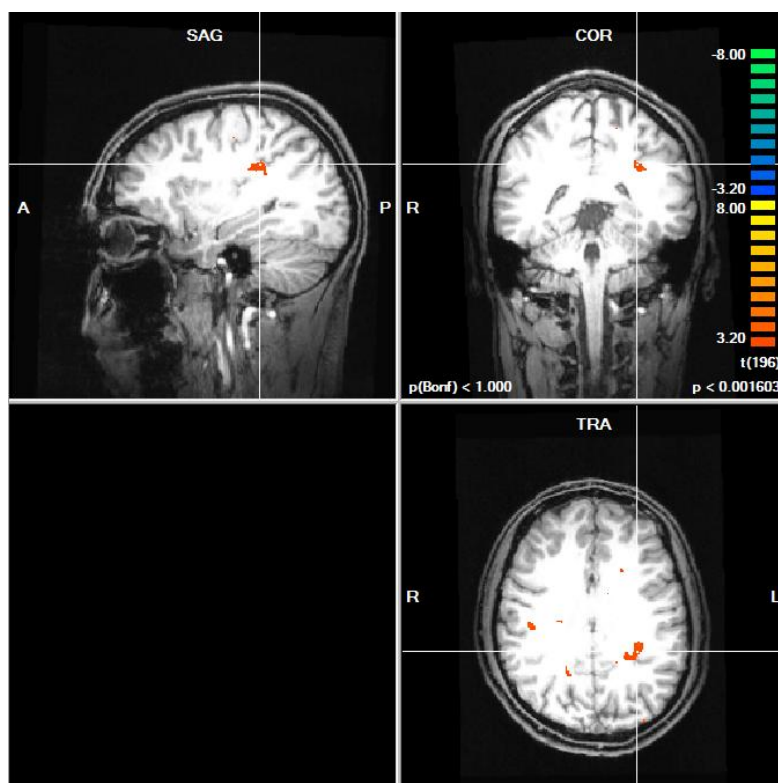 SAG
A
P
COR
R
-8.00
-3.20
8.00
3.20
t(196)
p(Bonf) < 1.000
p < 0.001603
TRA
R
L